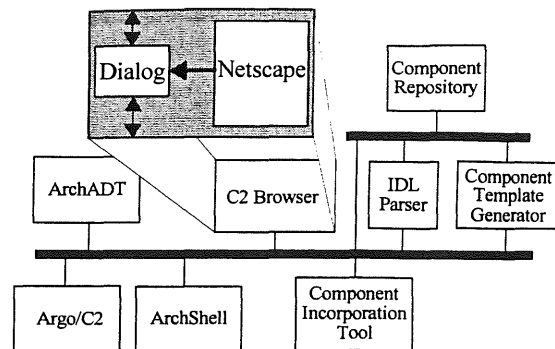 Dialog
Netscape
Component
Repository
ArchADT
C2 Browser
IDL
Parser
Component
Template
Generator
Argo/C2
ArchShell
Component
Incorporation
Tool